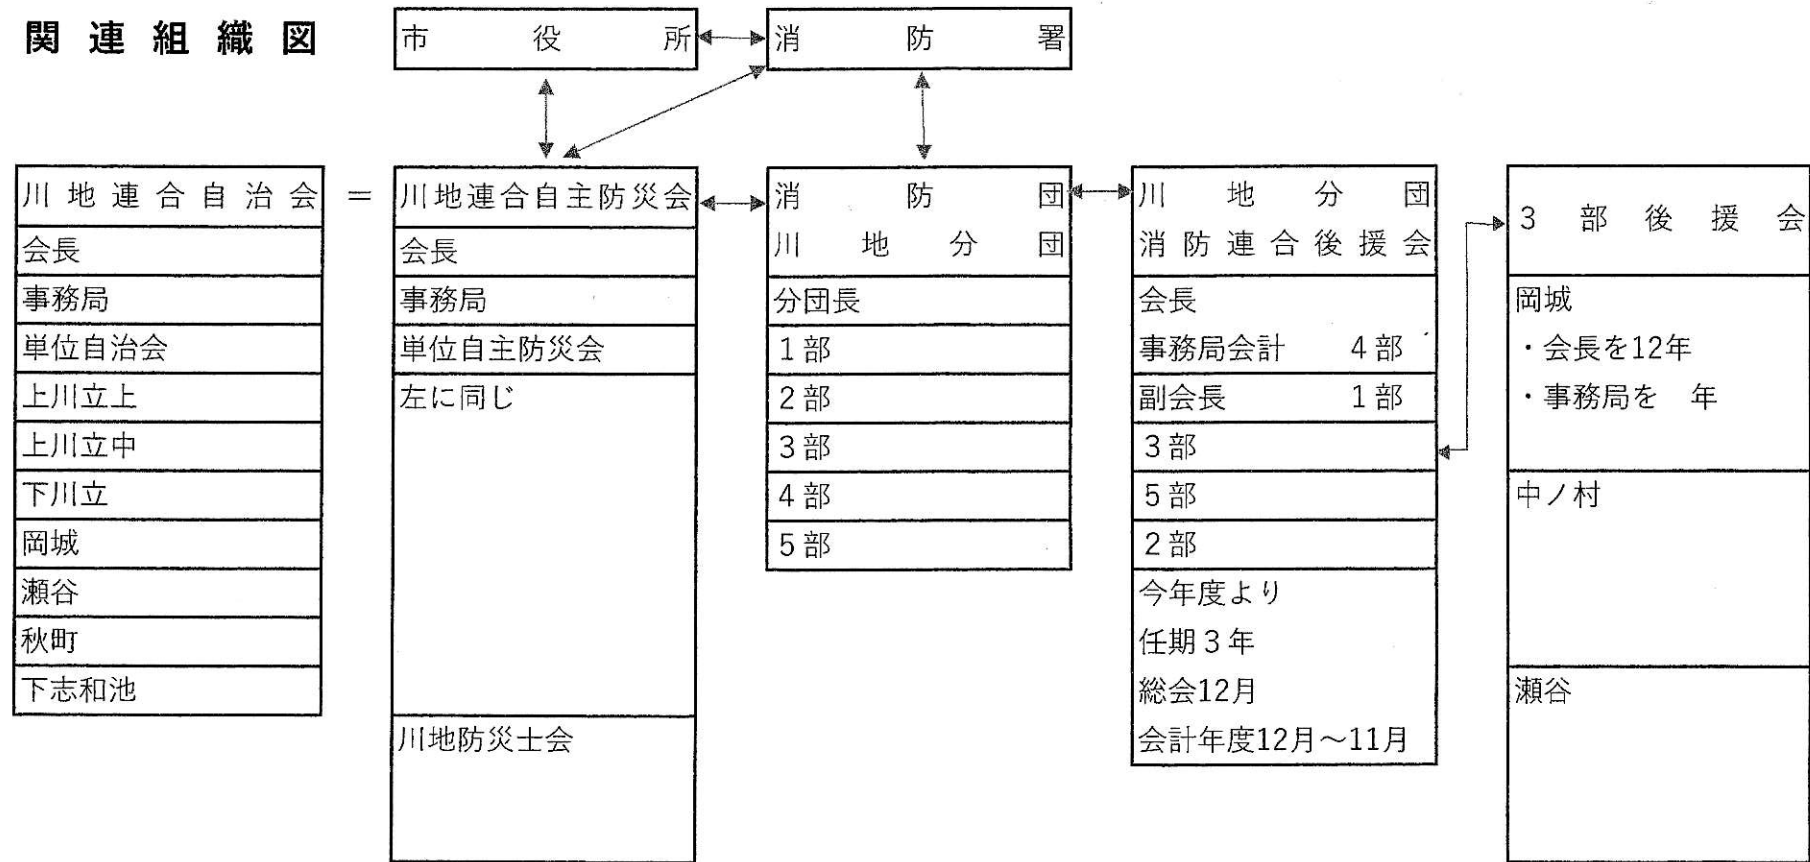 関連組織図
市役所
消防署
川地連合自治会
会長
事務局
単位自治会
上川立上
上川立中
下川立
岡城
瀬谷
秋町
下志和池
＝
川地連合自主防災会
会長
事務局
単位自主防災会
左に同じ
川地防災士会
消防団
川地分団
分団長
１部
２部
３部
４部
５部
川地分団
消防連合後援会
会長
事務局会計　４部
副会長　１部
３部
５部
２部
今年度より
任期３年
総会12月
会計年度12月～11月
３部後援会
岡城
・会長を12年
・事務局を　年
中ノ村
瀬谷